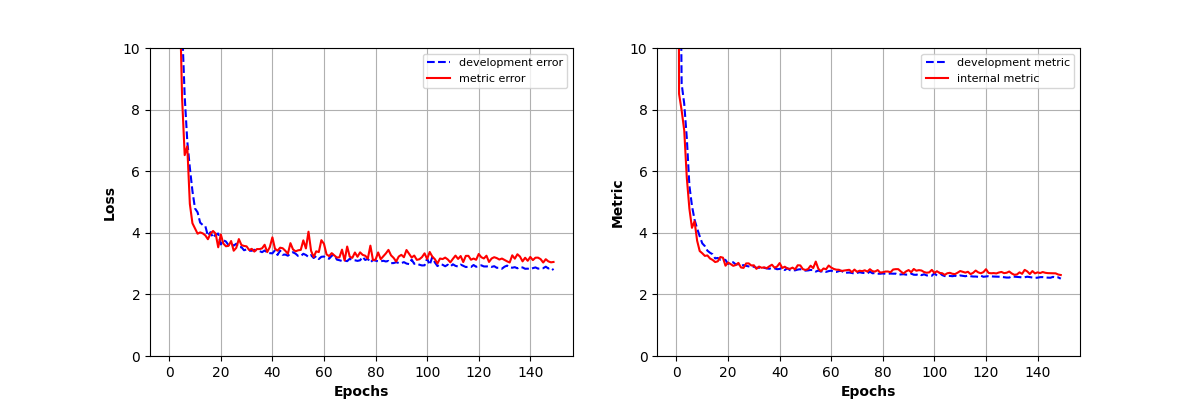 10
8
6
4
2
0
Loss
development error
metric error
0 20 40 60 80 100 120 140
Epochs
10
8
6
4
2
0
Metric
development metric
internal metric
0 20 40 60 80 100 120 140
Epochs